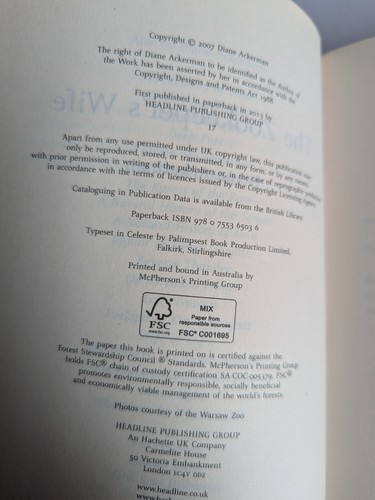 Copyright © 2007 Diane Ackerman
The right of Diane Ackerman to be identified as the Author of
the Work has been asserted by her in accordance with the
Copyright, Designs and Patents Act 1988.
First published in paperback in 2013 by
HEADLINE PUBLISHING GROUP
17
Apart from any use permitted under UK copyright law, this publication may
only be reproduced, stored, or transmitted, in any form, or by any means,
with prior permission in writing of the publishers or, in the case of reprographic production,
in accordance with the terms of licences issued by the Copyright Licensing Agency.
Cataloguing in Publication Data is available from the British Library
Paperback ISBN 978 0 7553 6503 6
Typeset in Celeste by Palimpsest Book Production Limited,
Falkirk, Stirlingshire
Printed and bound in Australia by
McPherson's Printing Group
FSC
www.fsc.org
MIX
Paper from
responsible sources
FSC® C001695
The paper this book is printed on is certified against the
Forest Stewardship Council ® Standards. McPherson's Printing Group
holds FSC® chain of custody certification SA-COC-005379. FSC®
promotes environmentally responsible, socially beneficial
and economically viable management of the world's forests.
Photos courtesy of the Warsaw Zoo
HEADLINE PUBLISHING GROUP
An Hachette UK Company
Carmelite House
50 Victoria Embankment
London EC4Y 0DZ
www.headline.co.uk